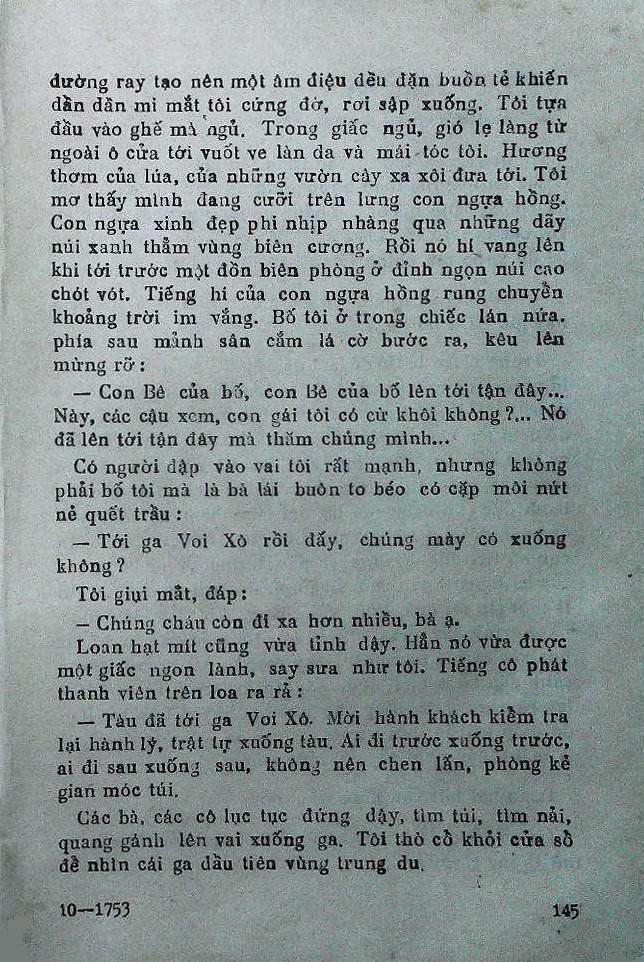 đường ray tạo nên một âm điệu đều đặn buồn tẻ khiến
dần dần mi mắt tôi cứng đờ, rơi sập xuống. Tôi tựa
đầu vào ghế mà ngủ. Trong giấc ngủ, gió lẹ làng từ
ngoài ô cửa tới vuốt ve làn da và mái tóc tôi. Hương
thơm của lúa, của những vườn cây xa xôi đưa tới. Tôi
mơ thấy mình đang cưỡi trên lưng con ngựa hồng.
Con ngựa xinh đẹp phi nhịp nhàng qua những dãy
núi xanh thẳm vùng biên cương. Rồi nó hí vang lên
khi tới trước một đồn biên phòng ở đỉnh ngọn núi cao
chót vót. Tiếng hí của con ngựa hồng rung chuyển
khoảng trời im vắng. Bố tôi ở trong chiếc lán nứa.
phía sau mảnh sân cắm lá cờ bước ra, kêu lên
mừng rỡ:
— Con Bê của bố, con Bê của bố lên tới tận đây...
Này, các cậu xem, con gái tôi có cừ khôi không?... Nó
đã lên tới tận đây mà thăm chúng mình...
Có người đập vào vai tôi rất mạnh, nhưng không
phải bố tôi mà là bà lái buôn to béo có cặp môi nứt
nẻ quết trầu:
— Tới ga Voi Xô rồi đấy, chúng mày có xuống
không?
Tôi giụi mắt, đáp:
— Chúng cháu còn đi xa hơn nhiều, bà ạ.
Loan hạt mít cũng vừa tỉnh dậy. Hẳn nó vừa được
một giấc ngon lành, say sưa như tôi. Tiếng cô phát
thanh viên trên loa ra rả:
— Tàu đã tới ga Voi Xô. Mời hành khách kiểm tra
lại hành lý, trật tự xuống tàu. Ai đi trước xuống trước,
ai đi sau xuống sau, không nên chen lấn, phòng kẻ
gian móc túi.
Các bà, các cô lục tục đứng dậy, tìm túi, tìm nải,
quang gánh lên vai xuống ga. Tôi thò cổ khỏi cửa sổ
để nhìn cái ga đầu tiên vùng trung du.
10—1753
145